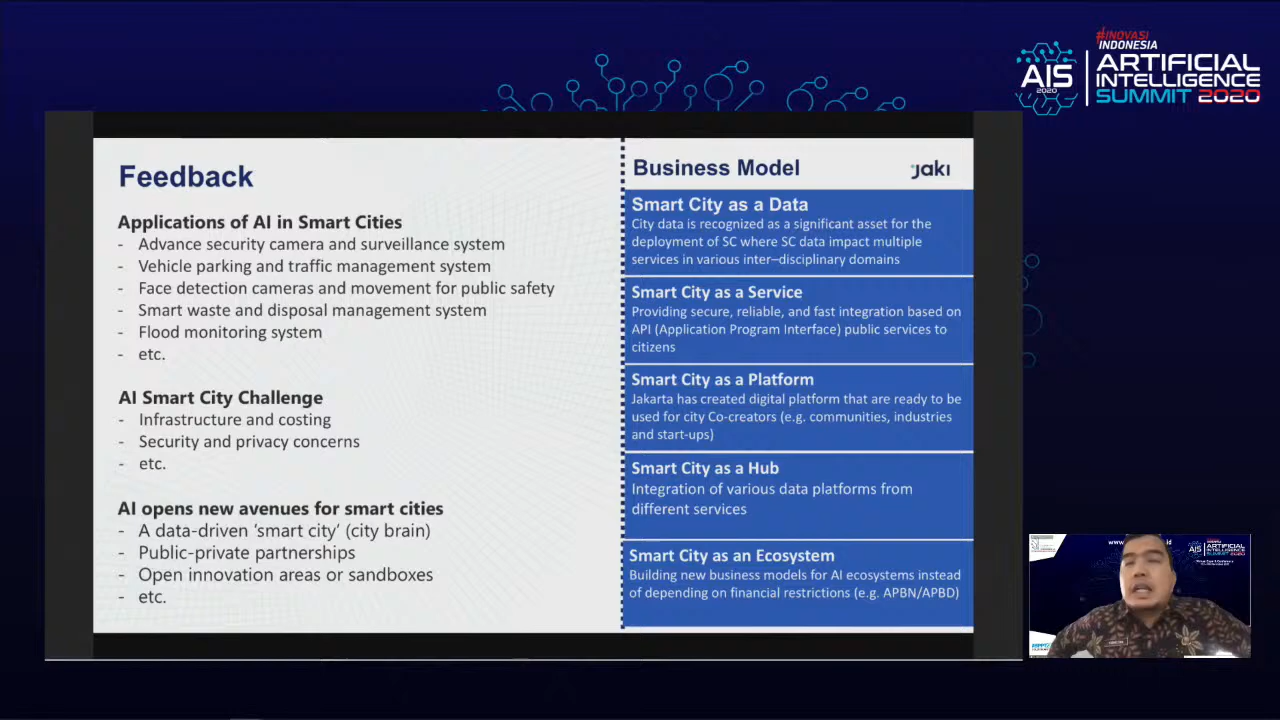 #INOVASI
INDONESIA
AIS
2020
ARTIFICIAL
INTELLIGENCE
SUMMIT 2020
Feedback
Applications of AI in Smart Cities
- Advance security camera and surveillance system
- Vehicle parking and traffic management system
- Face detection cameras and movement for public safety
- Smart waste and disposal management system
- Flood monitoring system
- etc.
AI Smart City Challenge
- Infrastructure and costing
- Security and privacy concerns
- etc.
AI opens new avenues for smart cities
- A data-driven ‘smart city’ (city brain)
- Public-private partnerships
- Open innovation areas or sandboxes
- etc.
Business Model
jaki
Smart City as a Data
City data is recognized as a significant asset for the
deployment of SC where SC data impact multiple
services in various inter–disciplinary domains
Smart City as a Service
Providing secure, reliable, and fast integration based on
API (Application Program Interface) public services to
citizens
Smart City as a Platform
Jakarta has created digital platform that are ready to be
used for city Co-creators (e.g. communities, industries
and start-ups)
Smart City as a Hub
Integration of various data platforms from
different services
Smart City as an Ecosystem
Building new business models for AI ecosystems instead
of depending on financial restrictions (e.g. APBN/APBD)
AIS
ARTIFICIAL
INTELLIGENCE
SUMMIT 2020